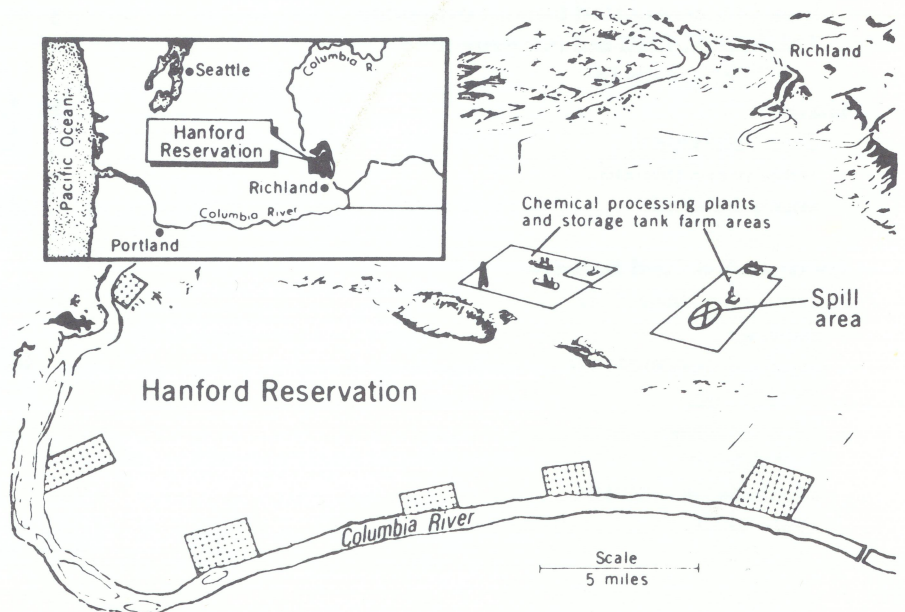 Pacific Ocean
Seattle
Columbia
R.
Hanford
Reservation
Richland
Columbia River
Portland
Richland
Chemical processing plants
and storage tank farm areas
Spill
area
Hanford Reservation
Columbia River
Scale
5 miles